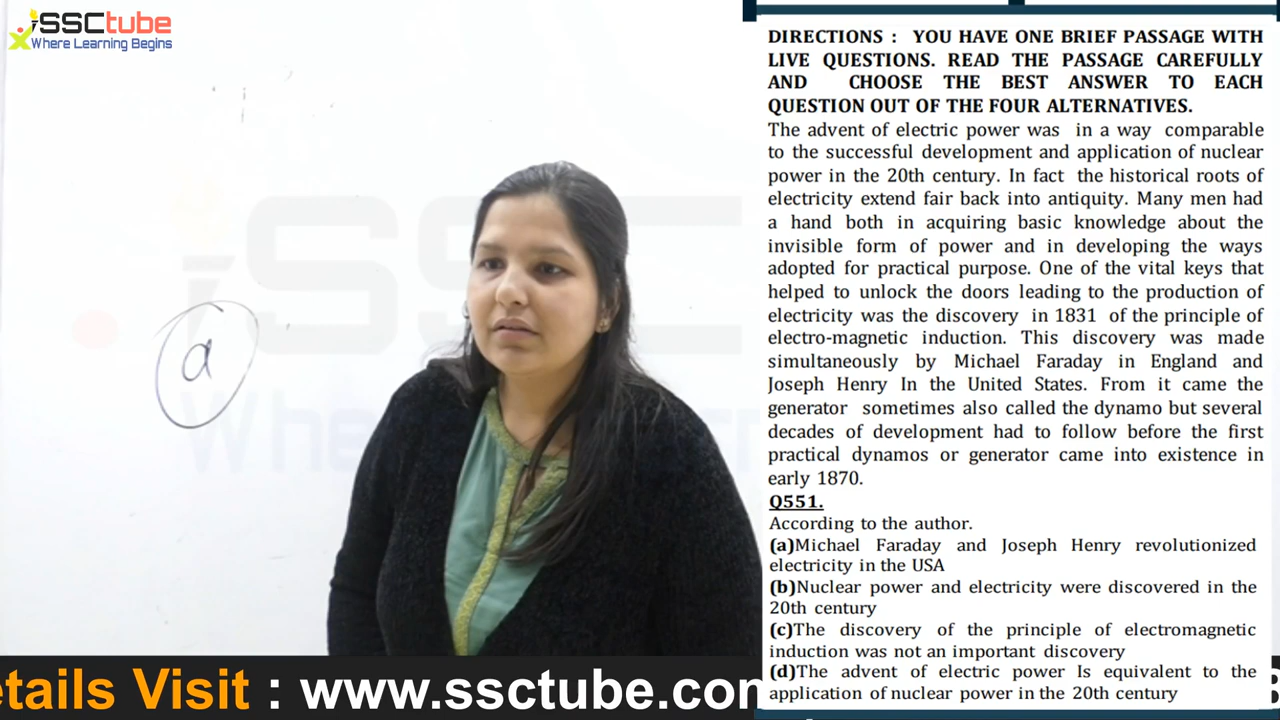 SSCtube
Where Learning Begins
a
DIRECTIONS : YOU HAVE ONE BRIEF PASSAGE WITH
LIVE QUESTIONS. READ THE PASSAGE CAREFULLY
AND CHOOSE THE BEST ANSWER TO EACH
QUESTION OUT OF THE FOUR ALTERNATIVES.
The advent of electric power was in a way comparable
to the successful development and application of nuclear
power in the 20th century. In fact the historical roots of
electricity extend fair back into antiquity. Many men had
a hand both in acquiring basic knowledge about the
invisible form of power and in developing the ways
adopted for practical purpose. One of the vital keys that
helped to unlock the doors leading to the production of
electricity was the discovery in 1831 of the principle of
electro-magnetic induction. This discovery was made
simultaneously by Michael Faraday in England and
Joseph Henry In the United States. From it came the
generator sometimes also called the dynamo but several
decades of development had to follow before the first
practical dynamos or generator came into existence in
early 1870.
Q551.
According to the author.
(a)Michael Faraday and Joseph Henry revolutionized
electricity in the USA
(b)Nuclear power and electricity were discovered in the
20th century
(c)The discovery of the principle of electromagnetic
induction was not an important discovery
(d)The advent of electric power Is equivalent to the
application of nuclear power in the 20th century
etails Visit : www.ssctube.com